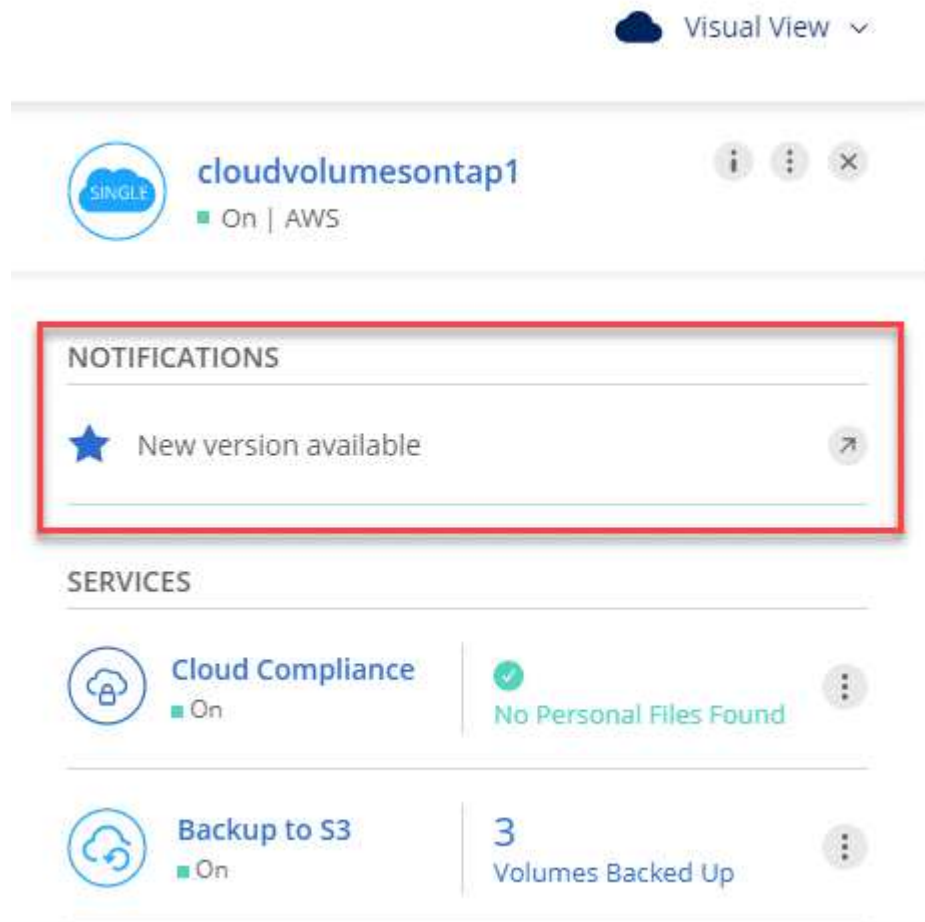 Visual View
SINGLE
cloudvolumesontap1
On | AWS
NOTIFICATIONS
New version available
SERVICES
Cloud Compliance
On
No Personal Files Found
Backup to S3
On
3
Volumes Backed Up